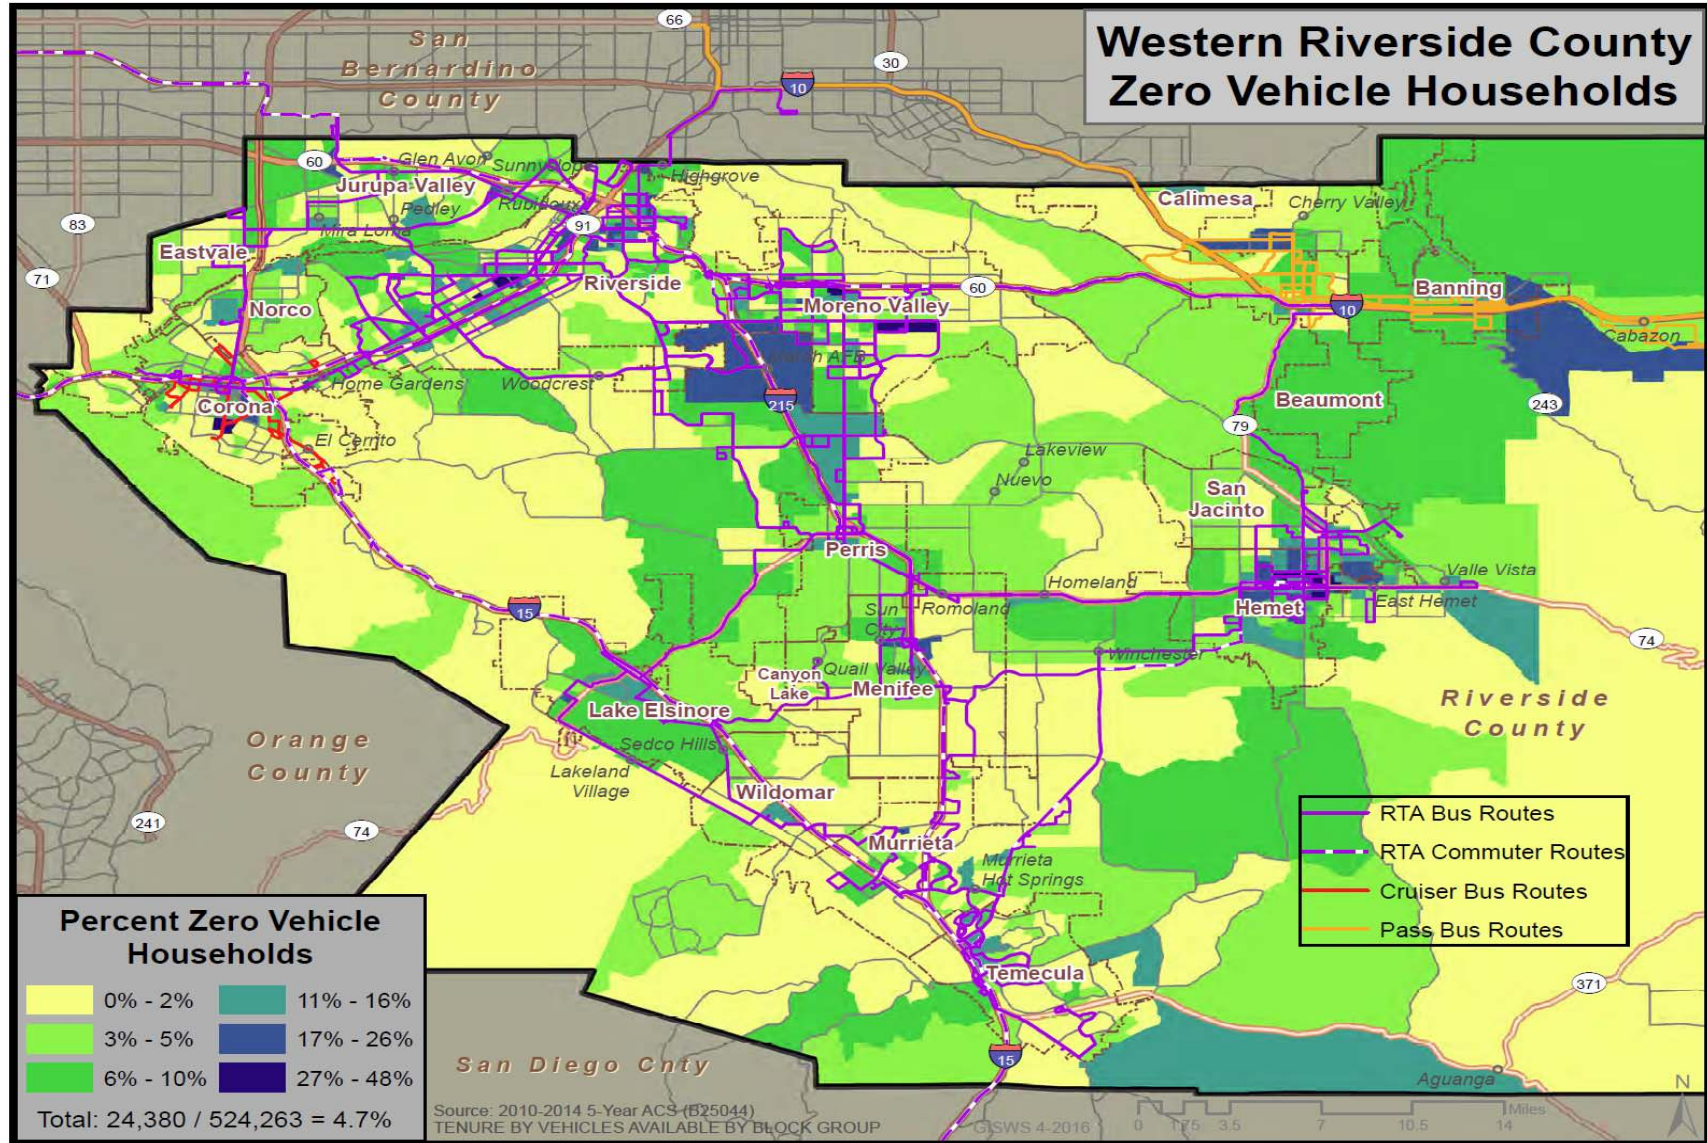 Western Riverside County
Zero Vehicle Households
66
San
Bernardino
County
30
10
60
Glen Avon
Sunnyslope
Highgrove
Jurupa Valley
Calimesa
Cherry Valley
83
Pedley
Rubidoux
Mira Loma
91
Eastvale
71
Norco
Riverside
Moreno Valley
60
Banning
10
Cabazon
March AFB
Home Gardens
Woodcrest
215
Corona
Beaumont
243
79
El Cerrito
Lakeview
Nuevo
San
Jacinto
Perris
Homeland
Valle Vista
15
Sun
City
Romoland
Hemet
East Hemet
74
Winchester
Canyon
Lake
Quail Valley
Menifee
Riverside
County
Lake Elsinore
Orange
County
Sedco Hills
Lakeland
Village
Wildomar
241
74
Murrieta
Murrieta
Hot Springs
RTA Bus Routes
RTA Commuter Routes
Cruiser Bus Routes
Pass Bus Routes
Temecula
371
Percent Zero Vehicle
Households
0% - 2%
11% - 16%
3% - 5%
17% - 26%
6% - 10%
27% - 48%
Total: 24,380 / 524,263 = 4.7%
San Diego Cnty
15
Aguanga
N
Source: 2010-2014 5-Year ACS (B25044)
TENURE BY VEHICLES AVAILABLE BY BLOCK GROUP
GISWS 4-2016
0 1.75 3.5 7 10.5 14 Miles